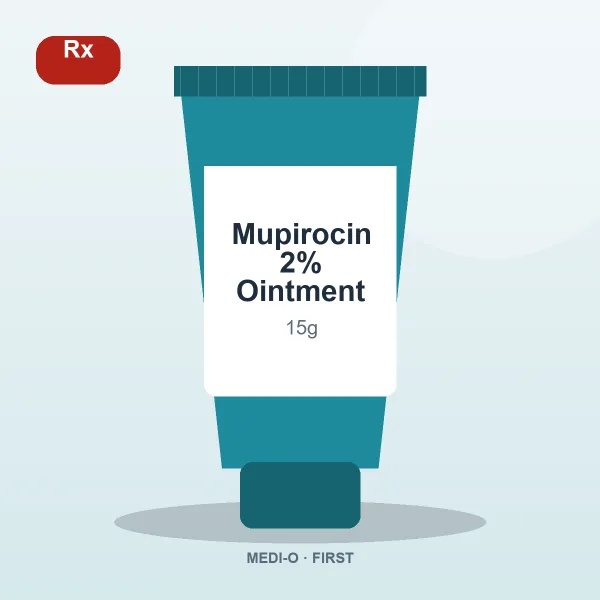 Rx
Mupirocin
2%
Ointment
15g
MEDI-O · FIRST